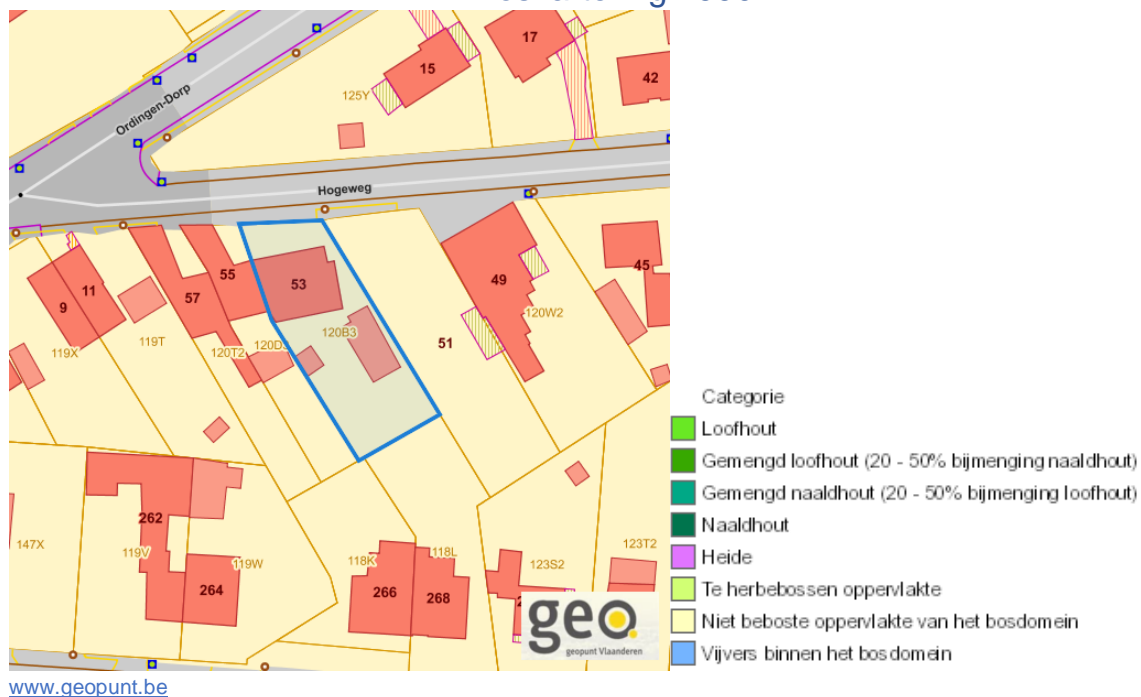 17
15
42
125Y
Ordingen-Dorp
Hogeweg
55
53
49
45
11
9
57
120W2
120B3
51
119X
119T
120T2
120D3
Categorie
Loofhout
Gemengd loofhout (20 - 50% bijmenging naaldhout)
Gemengd naaldhout (20 - 50% bijmenging loofhout)
Naaldhout
Heide
Te herbebossen oppervlakte
Niet beboste oppervlakte van het bosdomein
Vijvers binnen het bosdomein
262
147X
119V
119W
118K
118L
123S2
123T2
264
266
268
geo.
geopunt Vlaanderen
www.geopunt.be